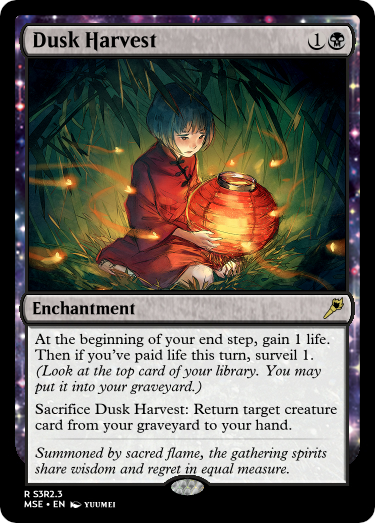 Dusk Harvest 1
Enchantment
At the beginning of your end step, gain 1 life.
Then if you've paid life this turn, surveil 1.
(Look at the top card of your library. You may
put it into your graveyard.)
Sacrifice Dusk Harvest: Return target creature
card from your graveyard to your hand.
Summoned by sacred flame, the gathering spirits
share wisdom and regret in equal measure.
R S3R2.3
MSE • EN YUUMEI